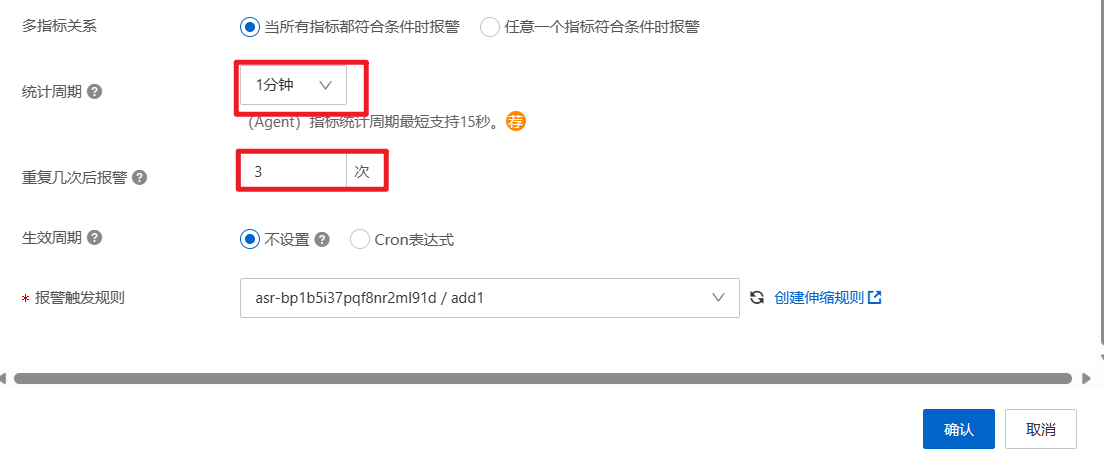 多指标关系 当所有指标都符合条件时报警 任意一个指标符合条件时报警
统计周期 ? 1分钟
（Agent）指标统计周期最短支持15秒。 荐
重复几次后报警 ? 3 次
生效周期 ? 不设置 ? Cron表达式
* 报警触发规则 asr-bp1b5i37pqf8nr2ml91d / add1 创建伸缩规则
确认 取消